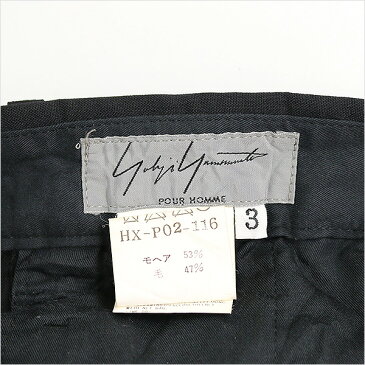 Yohji Yamamoto
POUR HOMME
3
HX-P02-116
モヘア 53%
毛 47%